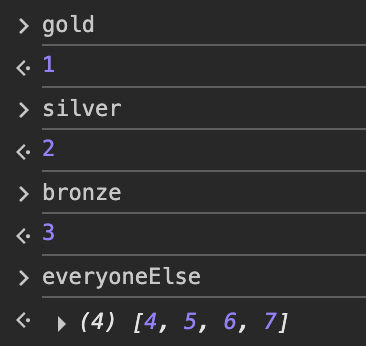 > gold
<· 1
> silver
<· 2
> bronze
<· 3
> everyoneElse
<· ▸ (4) [4, 5, 6, 7]